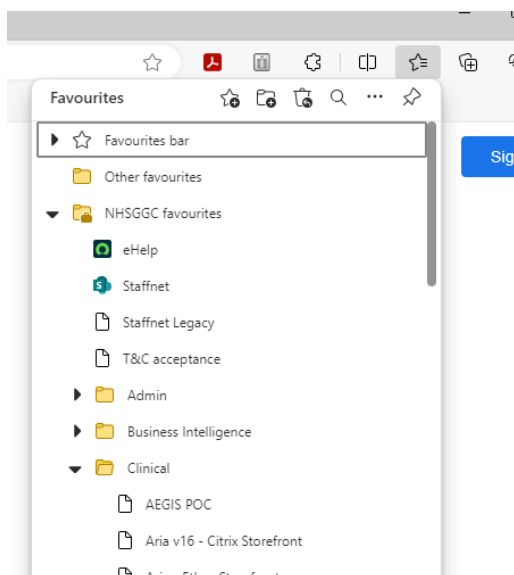 Favourites
Sig
Favourites bar
Other favourites
NHSGGC favourites
eHelp
Staffnet
Staffnet Legacy
T&C acceptance
Admin
Business Intelligence
Clinical
AEGIS POC
Aria v16 - Citrix Storefront